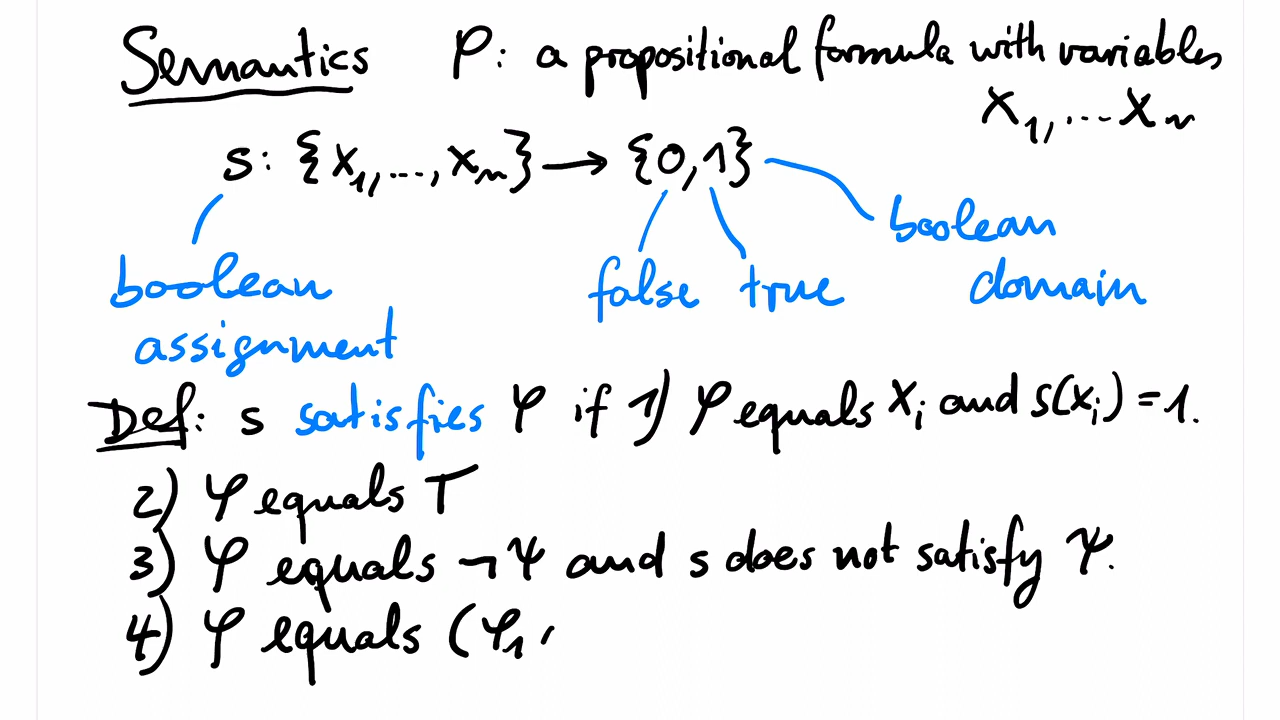 Semantics φ: a propositional formula with variables
x₁, ... xₙ
s: {x₁, ..., xₙ} → {0, 1}
boolean
domain
false true
boolean
assignment
Def: s satisfies φ if 1) φ equals xᵢ and s(xᵢ) = 1.
2) φ equals ⊤
3) φ equals ¬ψ and s does not satisfy ψ.
4) φ equals (φ₁